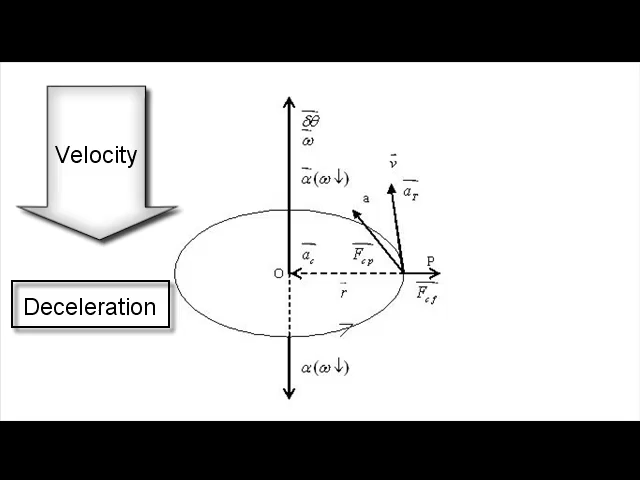 Velocity
Deceleration
δθ
ω
α(ω↓)
a
v
a_T
a_c
F_cp
O
P
r
F_cf
α(ω↓)